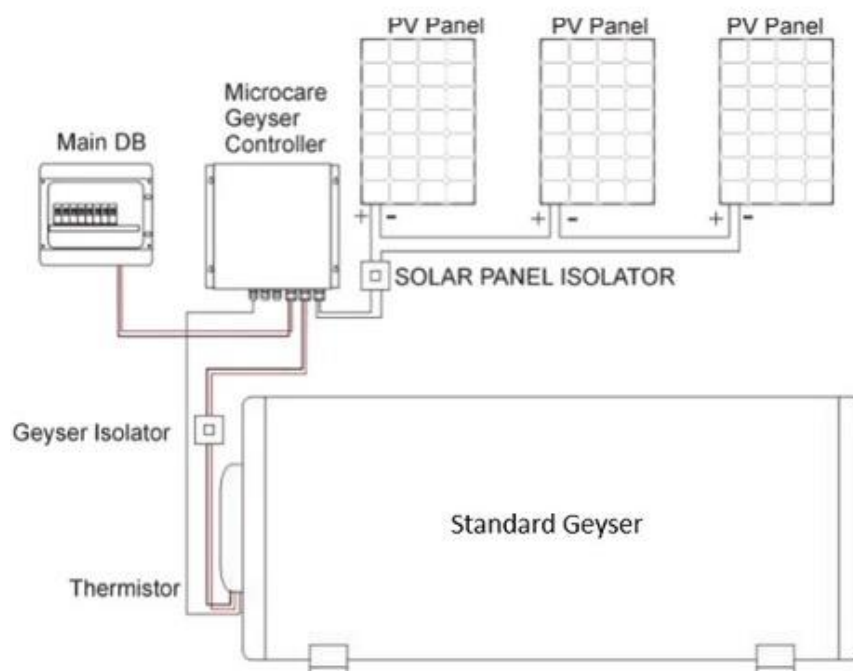 PV Panel
PV Panel
PV Panel
Microcare
Geyser
Controller
Main DB
+ -
+ -
+ -
SOLAR PANEL ISOLATOR
Geyser Isolator
Standard Geyser
Thermistor